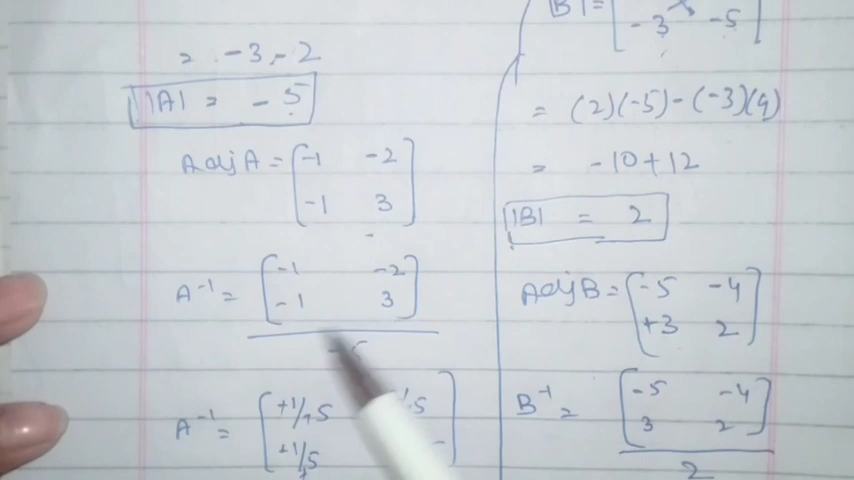 = -3 - 2
|A| = -5
Adj A = [-1 -2
-1 3]
A⁻¹ = [-1 -2
-1 3]
-5
A⁻¹ = [+1/+5
+1/5
|B| = [
-3 -5]
= (2)(-5) - (-3)(4)
= -10 + 12
|B| = 2
Adj B = [-5 -4
+3 2]
B⁻¹ = [-5 -4
3 2]
2